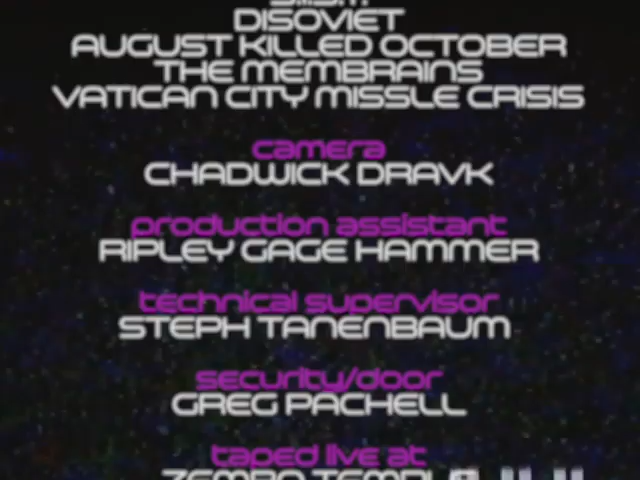 DISOVIET
AUGUST KILLED OCTOBER
THE MEMBRAINS
VATICAN CITY MISSLE CRISIS
camera
CHADWICK DRAVK
production assistant
RIPLEY GAGE HAMMER
technical supervisor
STEPH TANENBAUM
security/door
GREG PACHELL
taped live at